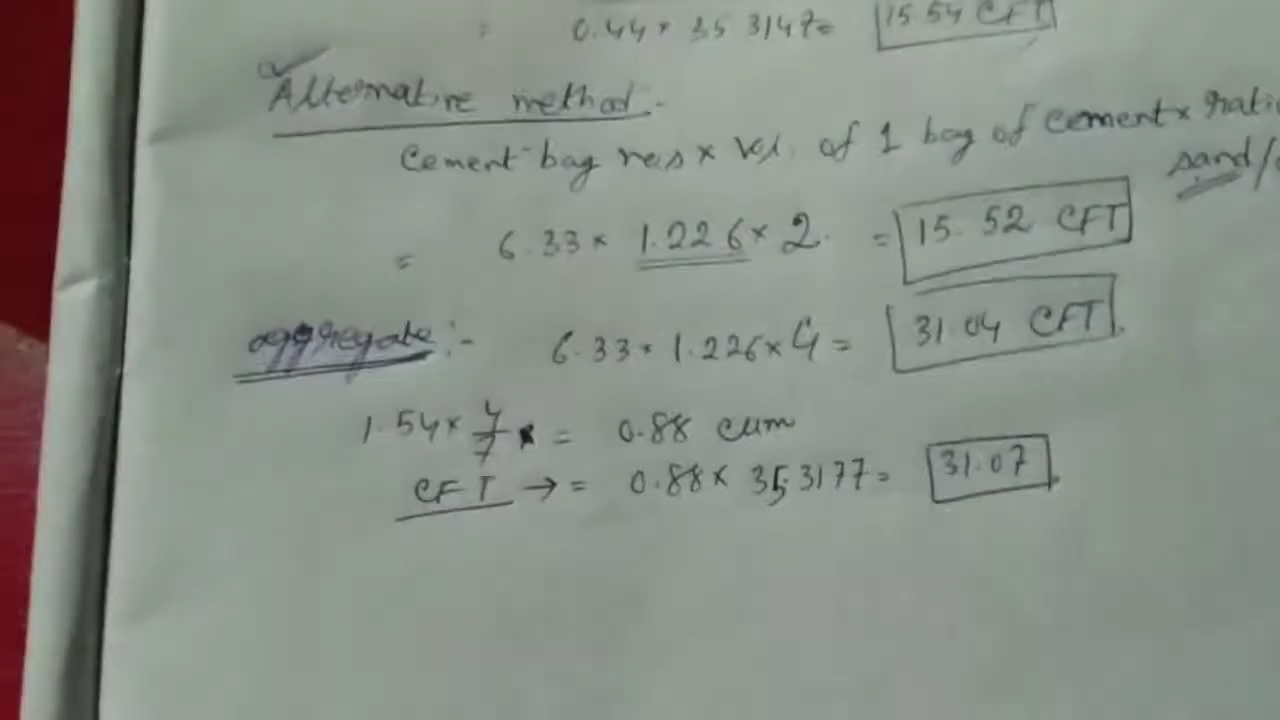 = 0.44 × 35 3147= 15.54 CFT
Alternative method -
Cement bag nos × vol. of 1 bag of cement × ratio
sand/
= 6.33 × 1.226 × 2. = 15.52 CFT
aggregate :- 6.33 × 1.226 × 4 = 31.04 CFT.
1.54 × 4/7 × = 0.88 cum
CFT → = 0.88 × 35.3177= 31.07